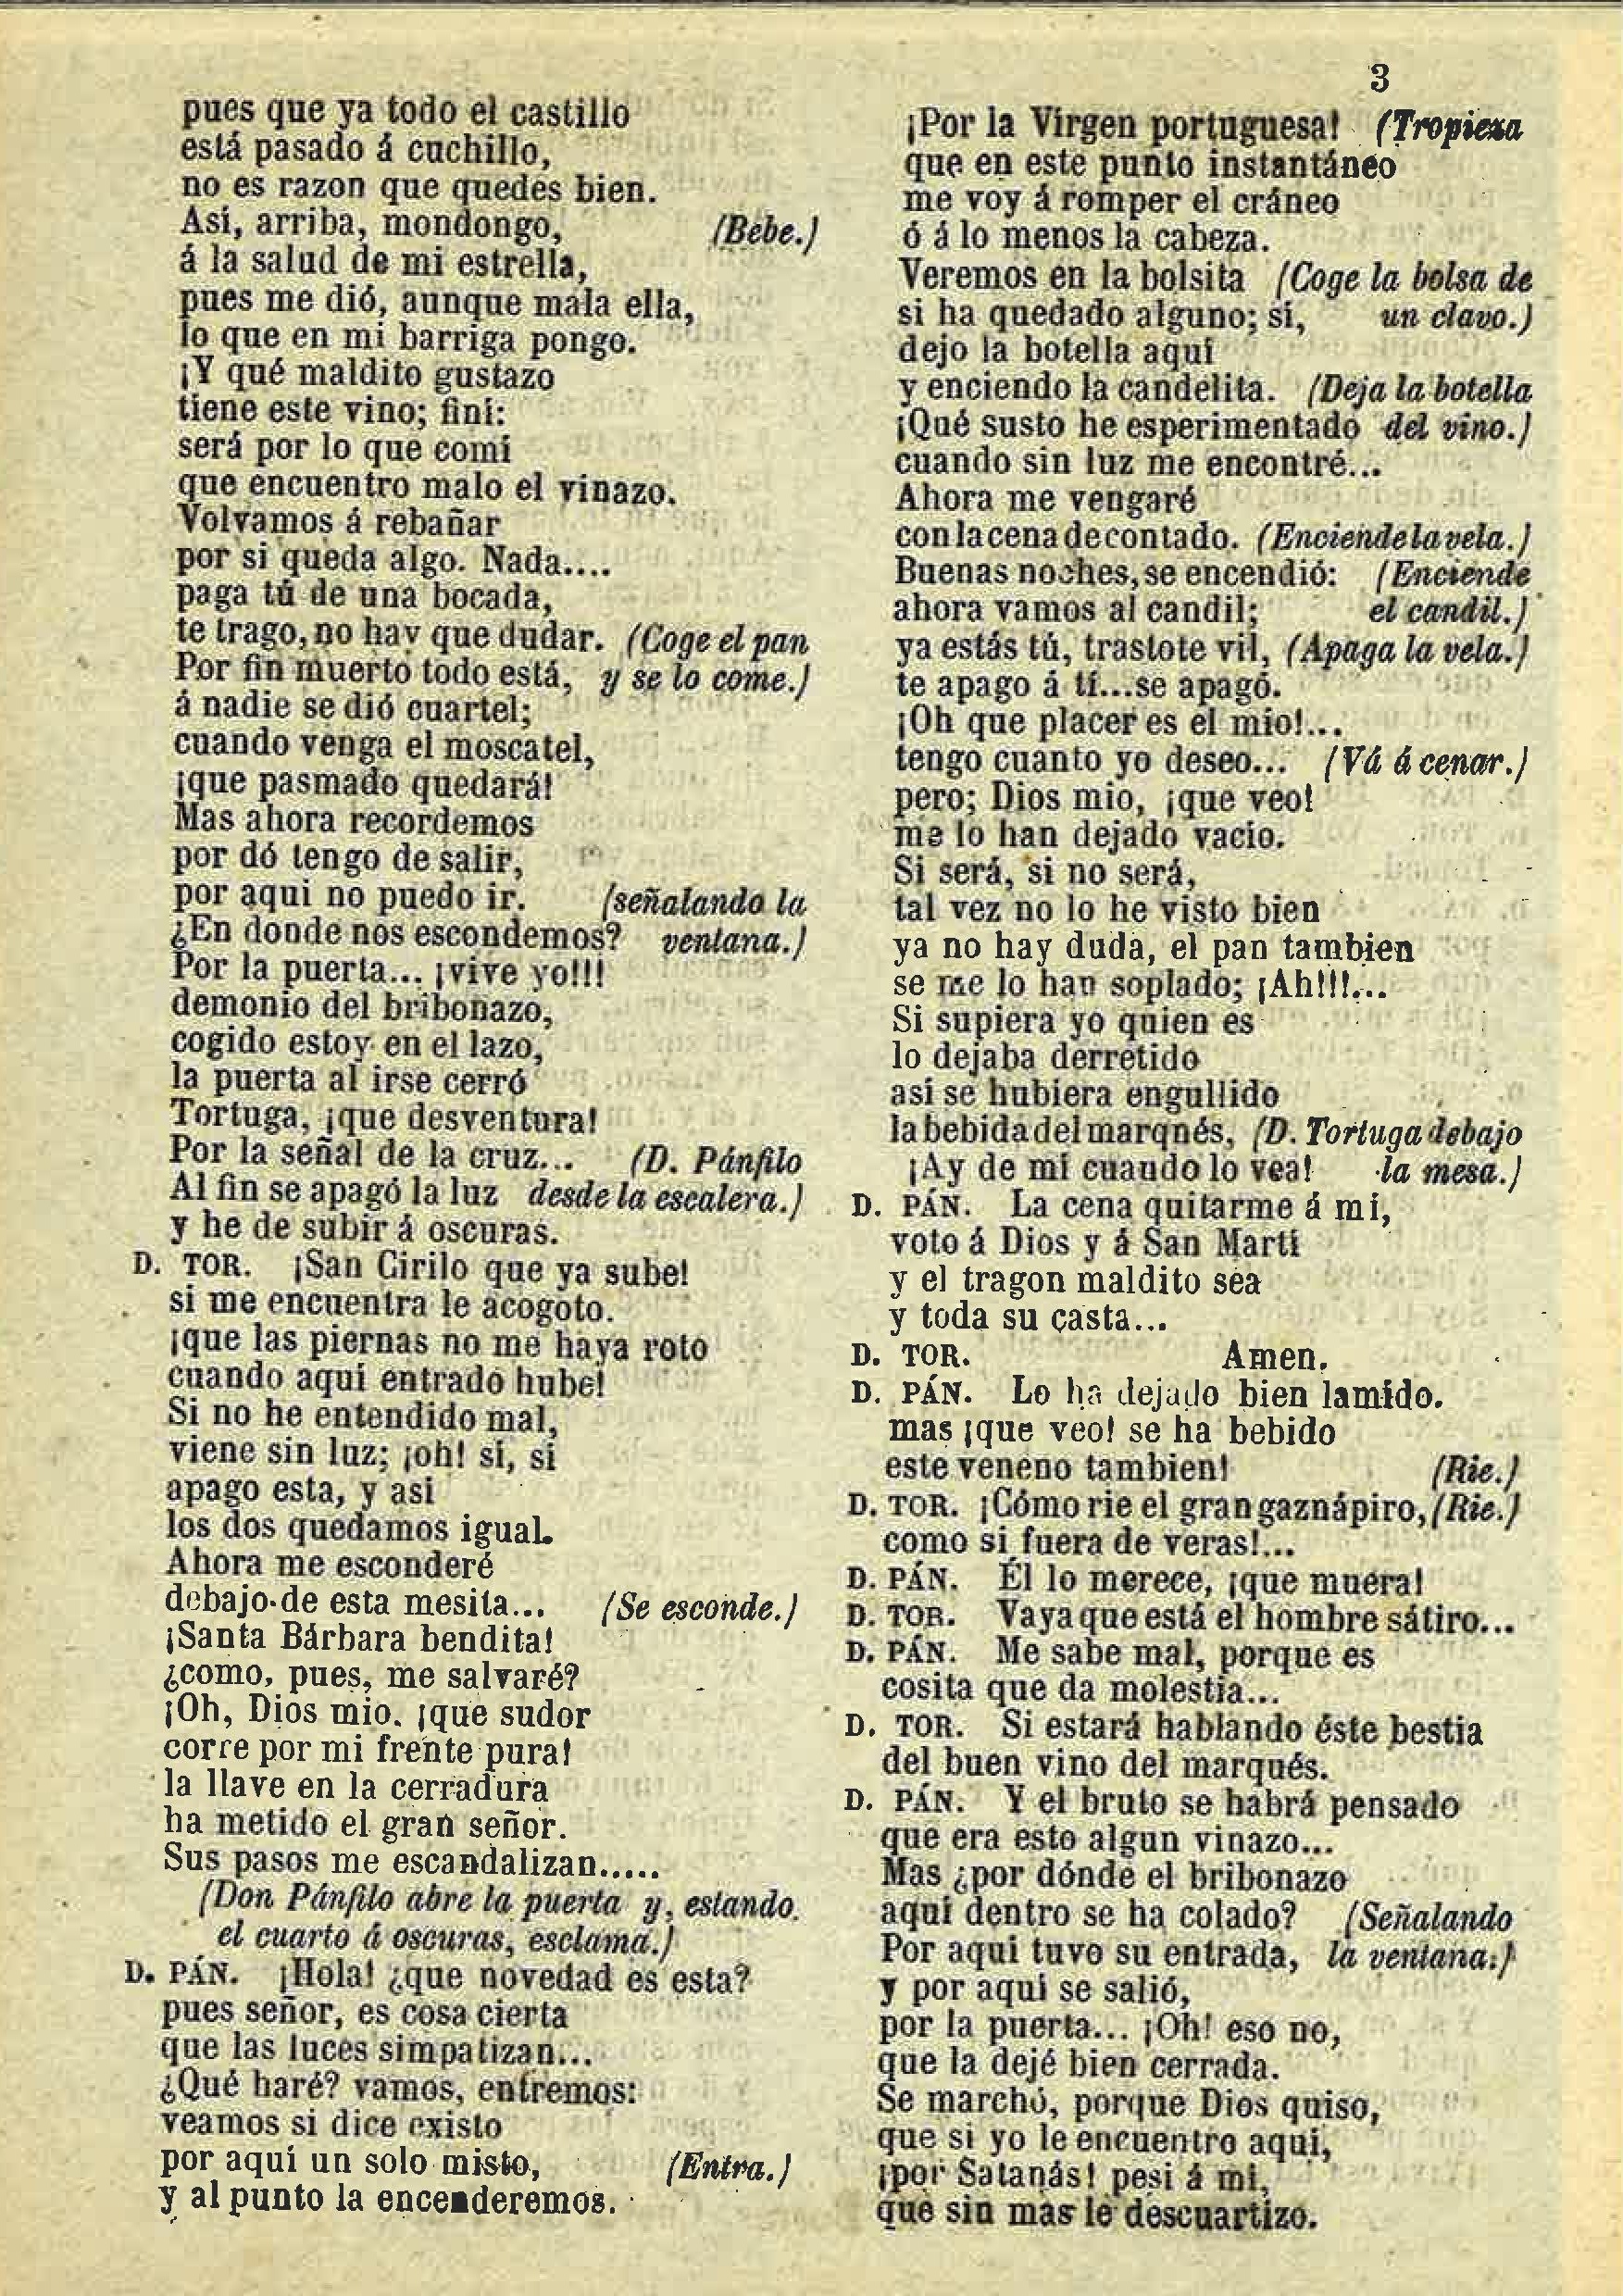 3
pues que ya todo el castillo
está pasado á cuchillo,
no es razon que quedes bien.
Así, arriba, mondongo, (Bebe.)
á la salud de mi estrella,
pues me dió, aunque mala ella,
lo que en mi barriga pongo.
¡Y qué maldito gustazo
tiene este vino; finí:
será por lo que comí
que encuentro malo el vinazo.
Volvamos á rebañar
por si queda algo. Nada....
paga tú de una bocada,
te trago, no hay que dudar. (Coge el pan
Por fin muerto todo está, y se lo come.)
á nadie se dió cuartel;
cuando venga el moscatel,
¡que pasmado quedará!
Mas ahora recordemos
por dó tengo de salir,
por aqui no puedo ir. (señalando la
¿En donde nos escondemos? ventana.)
Por la puerta... ¡vive yo!!!
demonio del bribonazo,
cogido estoy en el lazo,
la puerta al irse cerró
Tortuga, ¡que desventura!
Por la señal de la cruz... (D. Pánfilo
Al fin se apagó la luz desde la escalera.)
y he de subir á oscuras.
D. TOR. ¡San Cirilo que ya sube!
si me encuentra le acogoto.
¡que las piernas no me haya roto
cuando aquí entrado hube!
Si no he entendido mal,
viene sin luz; ¡oh! sí, sí
apago esta, y asi
los dos quedamos igual.
Ahora me esconderé
debajo de esta mesita... (Se esconde.)
¡Santa Bárbara bendita!
¿como, pues, me salvaré?
¡Oh, Dios mio. ¡que sudor
corre por mi frente pura!
la llave en la cerradura
ha metido el gran señor.
Sus pasos me escandalizan.....
(Don Pánfilo abre la puerta y, estando
el cuarto á oscuras, esclama.)
D. PÁN. ¡Hola! ¿que novedad es esta?
pues señor, es cosa cierta
que las luces simpatizan...
¿Qué haré? vamos, entremos:
veamos si dice existo
por aquí un solo misto, (Entra.)
y al punto la encenderemos.
¡Por la Virgen portuguesa! (Tropieza
que en este punto instantáneo
me voy á romper el cráneo
ó á lo menos la cabeza.
Veremos en la bolsita (Coge la bolsa de
si ha quedado alguno; sí, un clavo.)
dejo la botella aquí
y enciendo la candelita. (Deja la botella
¡Qué susto he esperimentado del vino.)
cuando sin luz me encontré...
Ahora me vengaré
con la cena de contado. (Enciende la vela.)
Buenas noches, se encendió: (Enciende
ahora vamos al candil; el candil.)
ya estás tú, trastote vil, (Apaga la vela.)
te apago á tí...se apagó.
¡Oh que placer es el mio!...
tengo cuanto yo deseo... (Vá á cenar.)
pero; Dios mio, ¡que veo!
me lo han dejado vacio.
Si será, si no será,
tal vez no lo he visto bien
ya no hay duda, el pan tambien
se me lo han soplado; ¡Ah!!!...
Si supiera yo quien es
lo dejaba derretido
así se hubiera engullido
la bebida del marqnés, (D. Tortuga debajo
¡Ay de mí cuando lo vea! la mesa.)
D. PÁN. La cena quitarme á mí,
voto á Dios y á San Martí
y el tragon maldito sea
y toda su casta...
D. TOR. Amen.
D. PÁN. Lo ha dejado bien lamido.
mas ¡que veo! se ha bebido
este veneno tambien! (Rie.)
D. TOR. ¡Cómo rie el gran gaznápiro, (Rie.)
como si fuera de veras!...
D. PÁN. Él lo merece, ¡que muera!
D. TOR. Vaya que está el hombre sátiro...
D. PÁN. Me sabe mal, porque es
cosita que da molestia...
D. TOR. Si estará hablando éste bestia
del buen vino del marqués.
D. PÁN. Y el bruto se habrá pensado
que era esto algun vinazo...
Mas ¿por dónde el bribonazo
aquí dentro se ha colado? (Señalando
Por aqui tuvo su entrada, la ventana.)
y por aquí se salió,
por la puerta... ¡Oh! eso no,
que la dejé bien cerrada.
Se marchó, porque Dios quiso,
que si yo le encuentro aqui,
¡por Satanás! pesi á mi,
que sin mas le descuartizo.